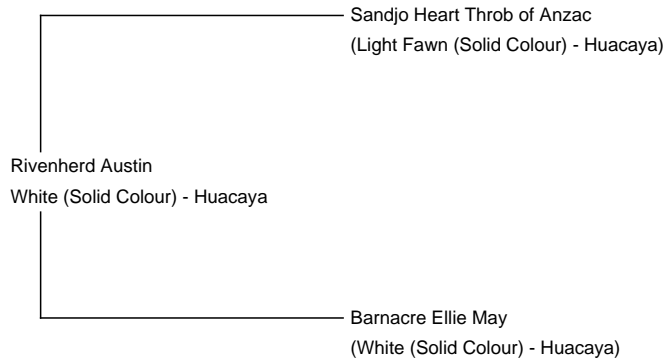 Sandjo Heart Throb of Anzac
(Light Fawn (Solid Colour) - Huacaya)
Rivenherd Austin
White (Solid Colour) - Huacaya
Barnacre Ellie May
(White (Solid Colour) - Huacaya)